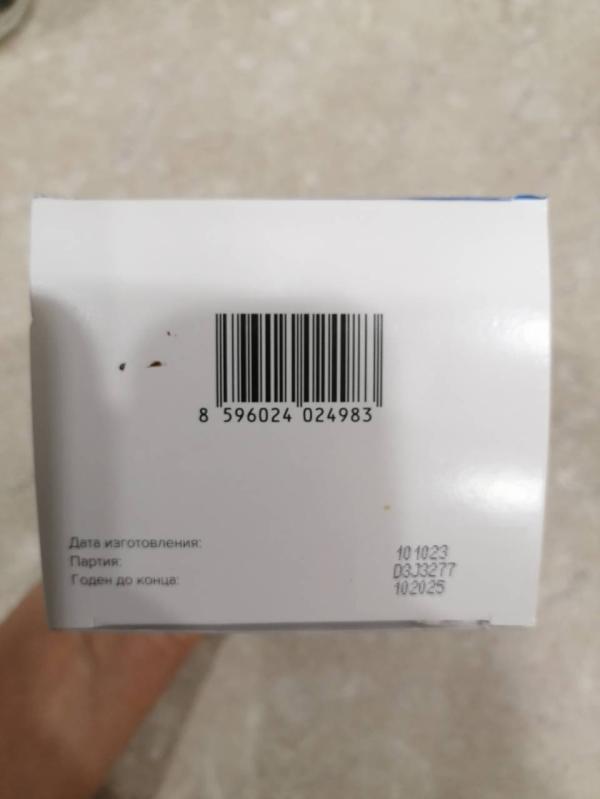 8 596024 024983
Дата изготовления: 101023
Партия: D3J3277
Годен до конца: 102025